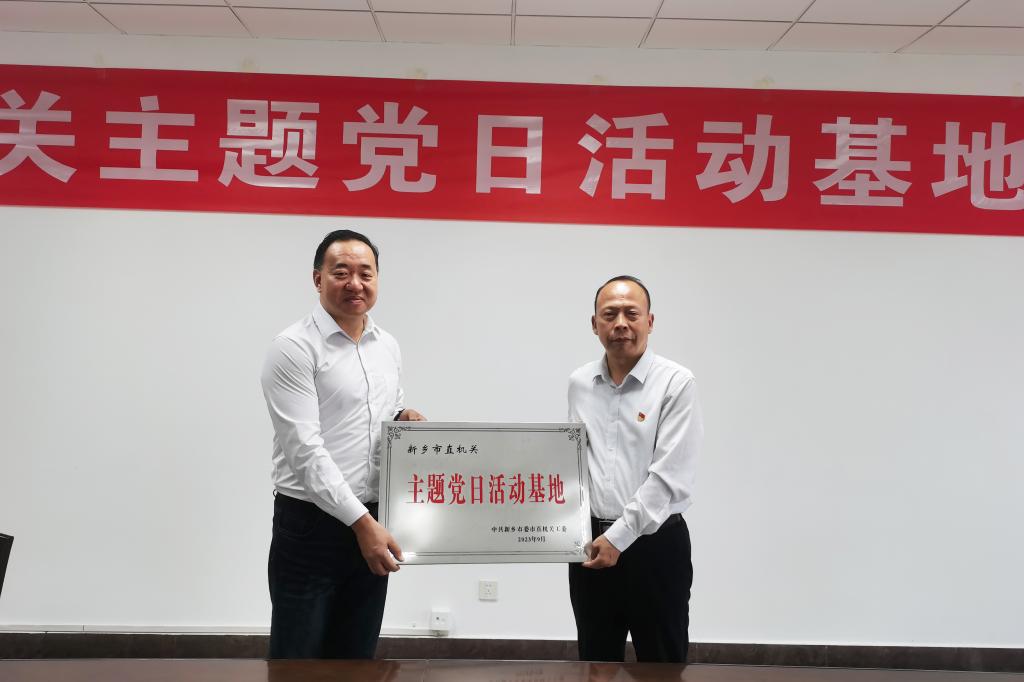 关主题党日活动基地
新乡市直机关
主题党日活动基地
中共新乡市委市直机关工委
2023年9月